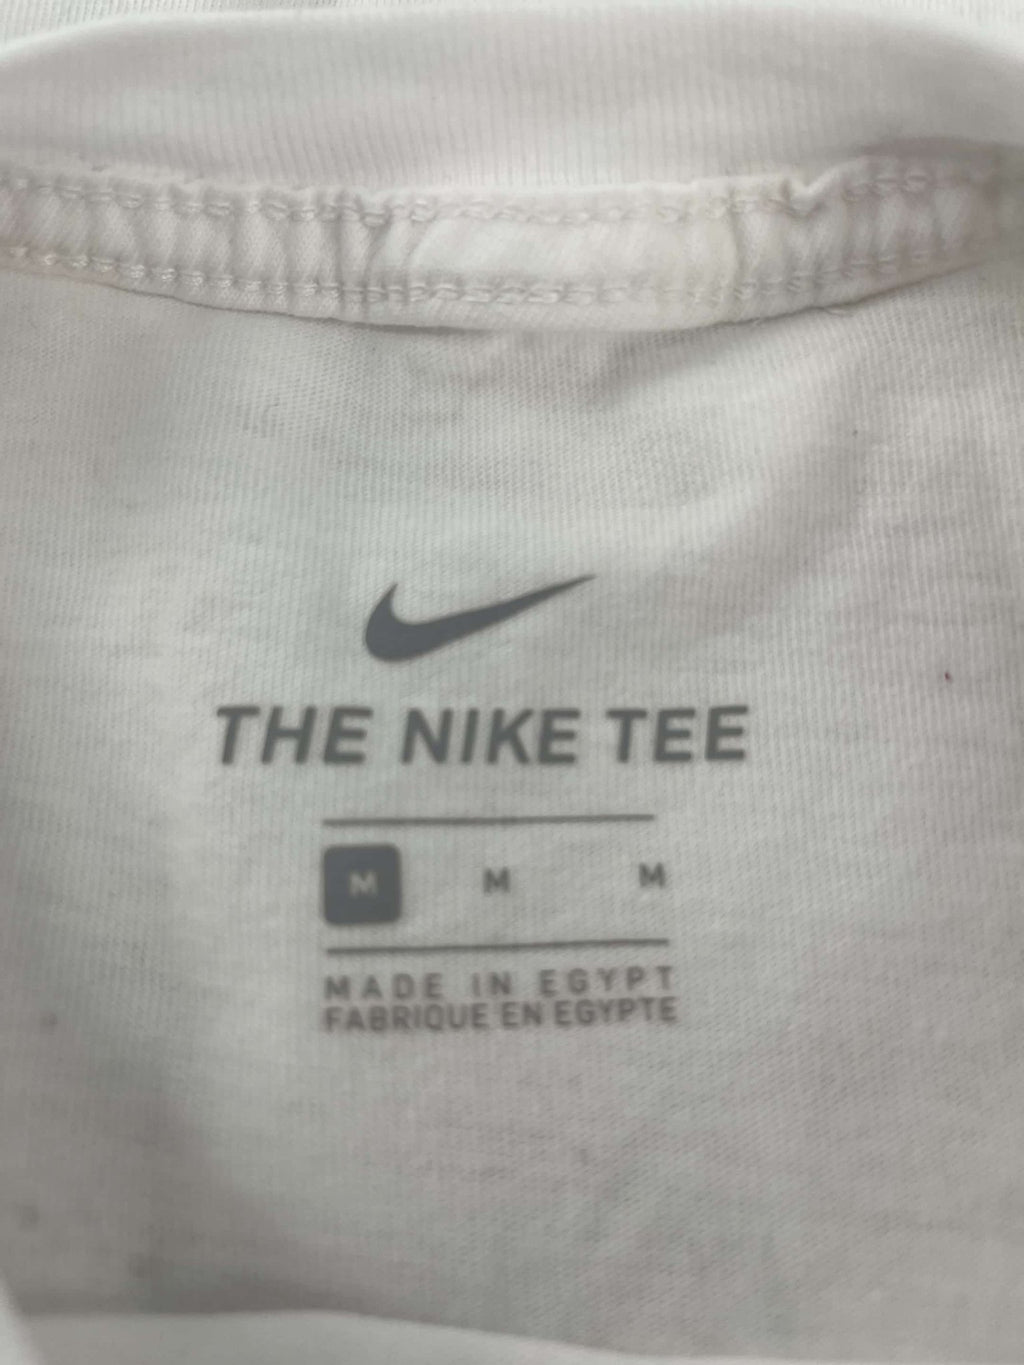 THE NIKE TEE
M M M
MADE IN EGYPT
FABRIQUE EN EGYPTE